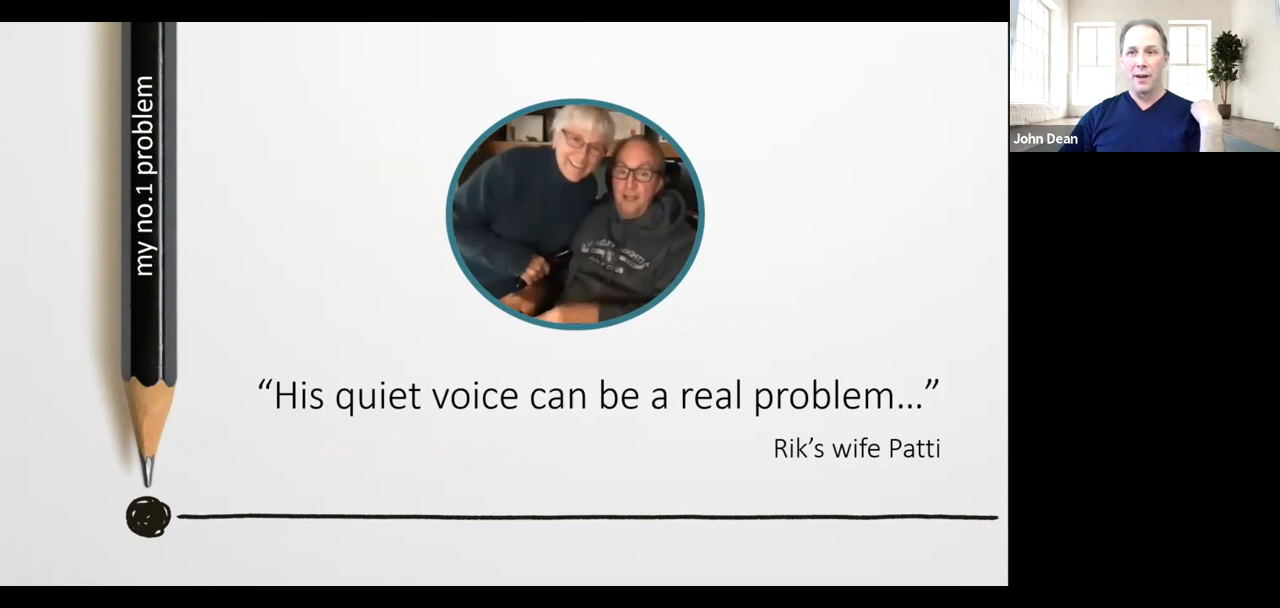 my no.1 problem
“His quiet voice can be a real problem...”
Rik’s wife Patti
John Dean